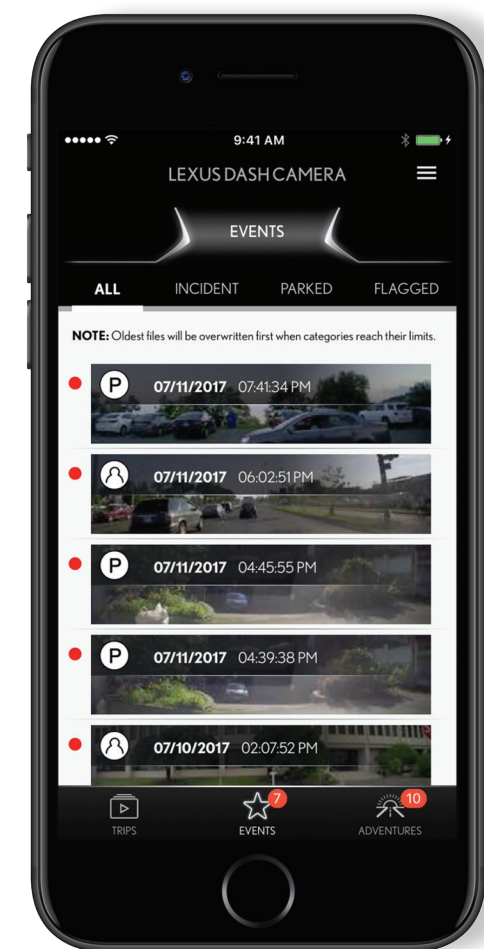 9:41 AM
LEXUS DASH CAMERA
EVENTS
ALL INCIDENT PARKED FLAGGED
NOTE: Oldest files will be overwritten first when categories reach their limits.
P 07/11/2017 07:41:34 PM
07/11/2017 06:02:51 PM
P 07/11/2017 04:45:55 PM
P 07/11/2017 04:39:38 PM
07/10/2017 02:07:52 PM
7 10
TRIPS EVENTS ADVENTURES